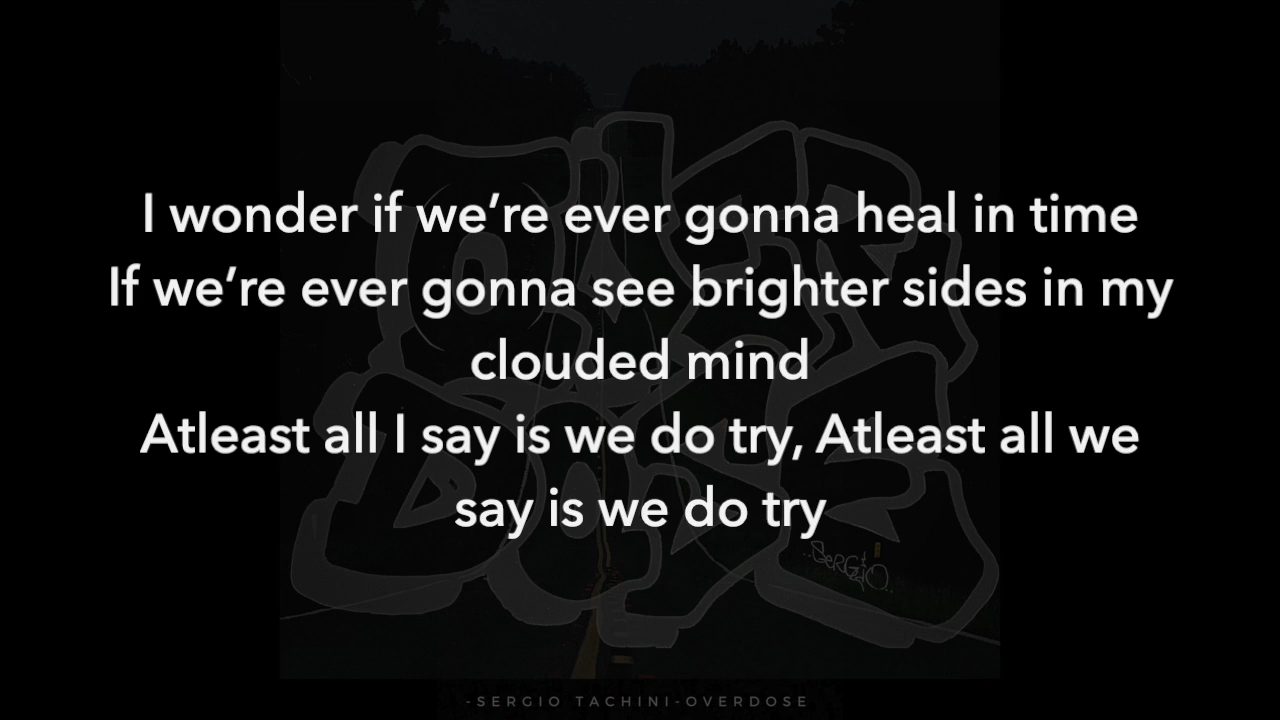 I wonder if we’re ever gonna heal in time
If we’re ever gonna see brighter sides in my
clouded mind
Atleast all I say is we do try, Atleast all we
say is we do try
OVER
DOSE
SERGIO
-SERGIO TACHINI-OVERDOSE